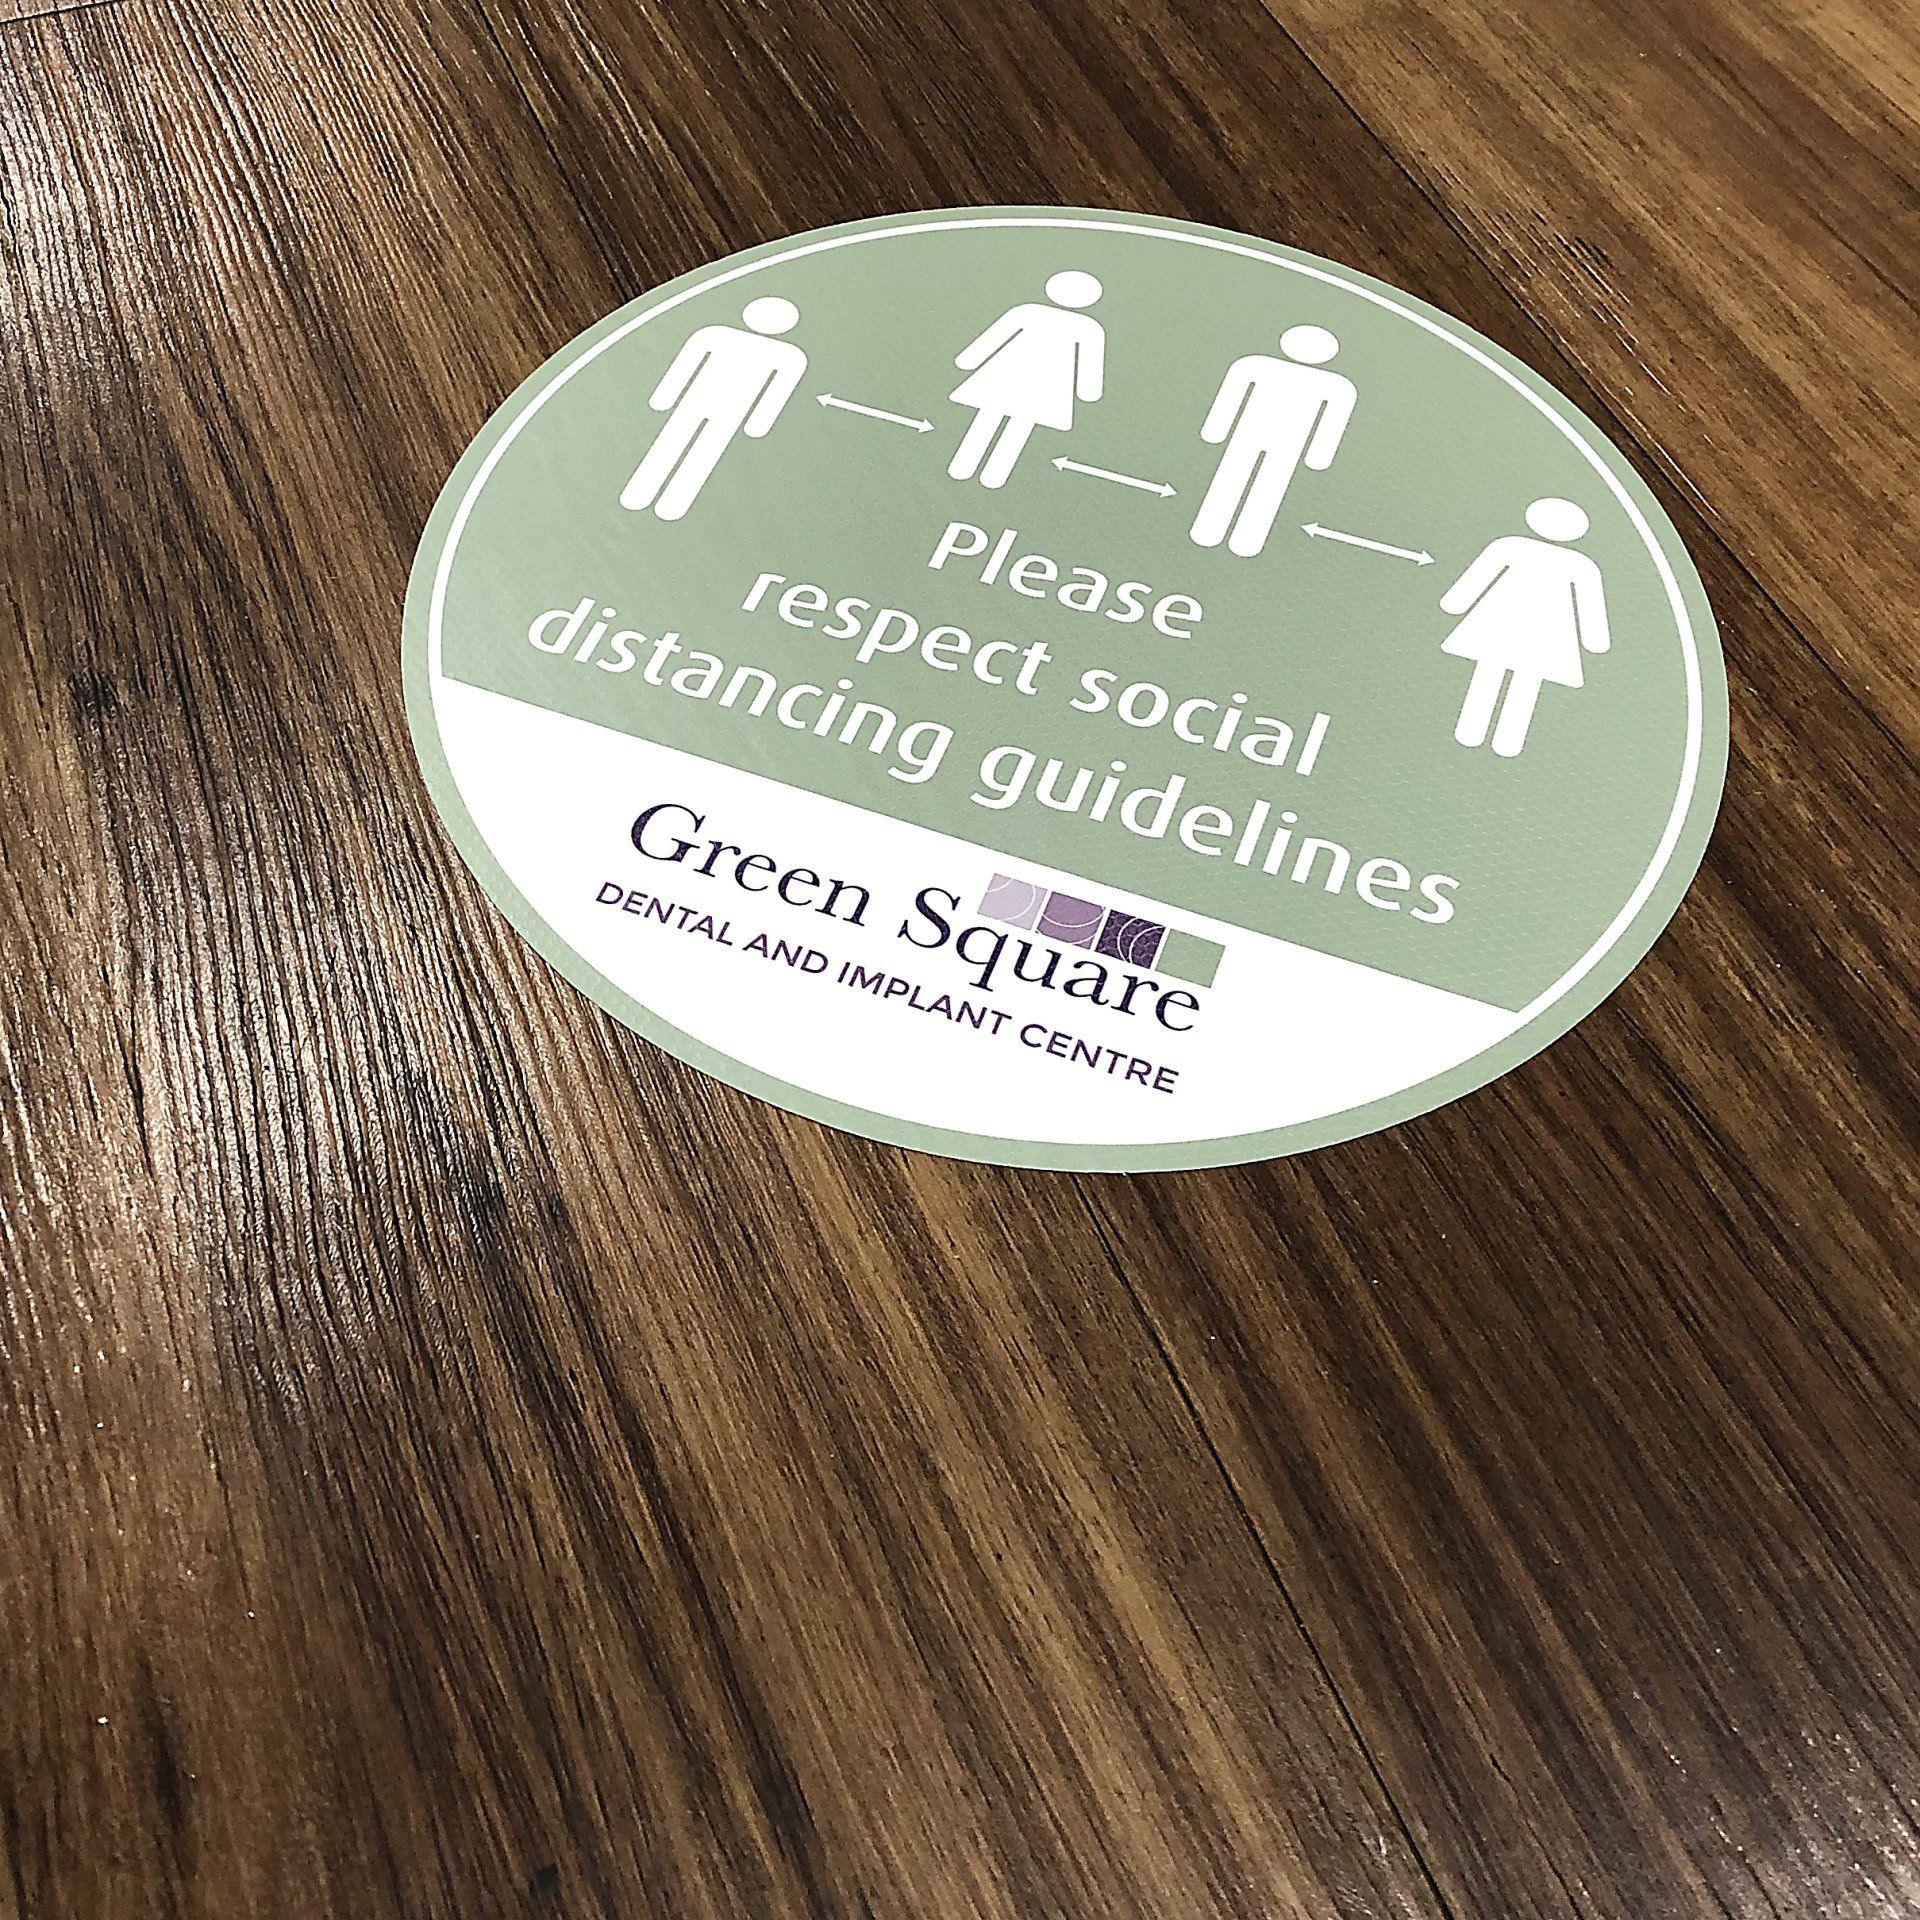 Please
respect social
distancing guidelines
Green Square
DENTAL AND IMPLANT CENTRE